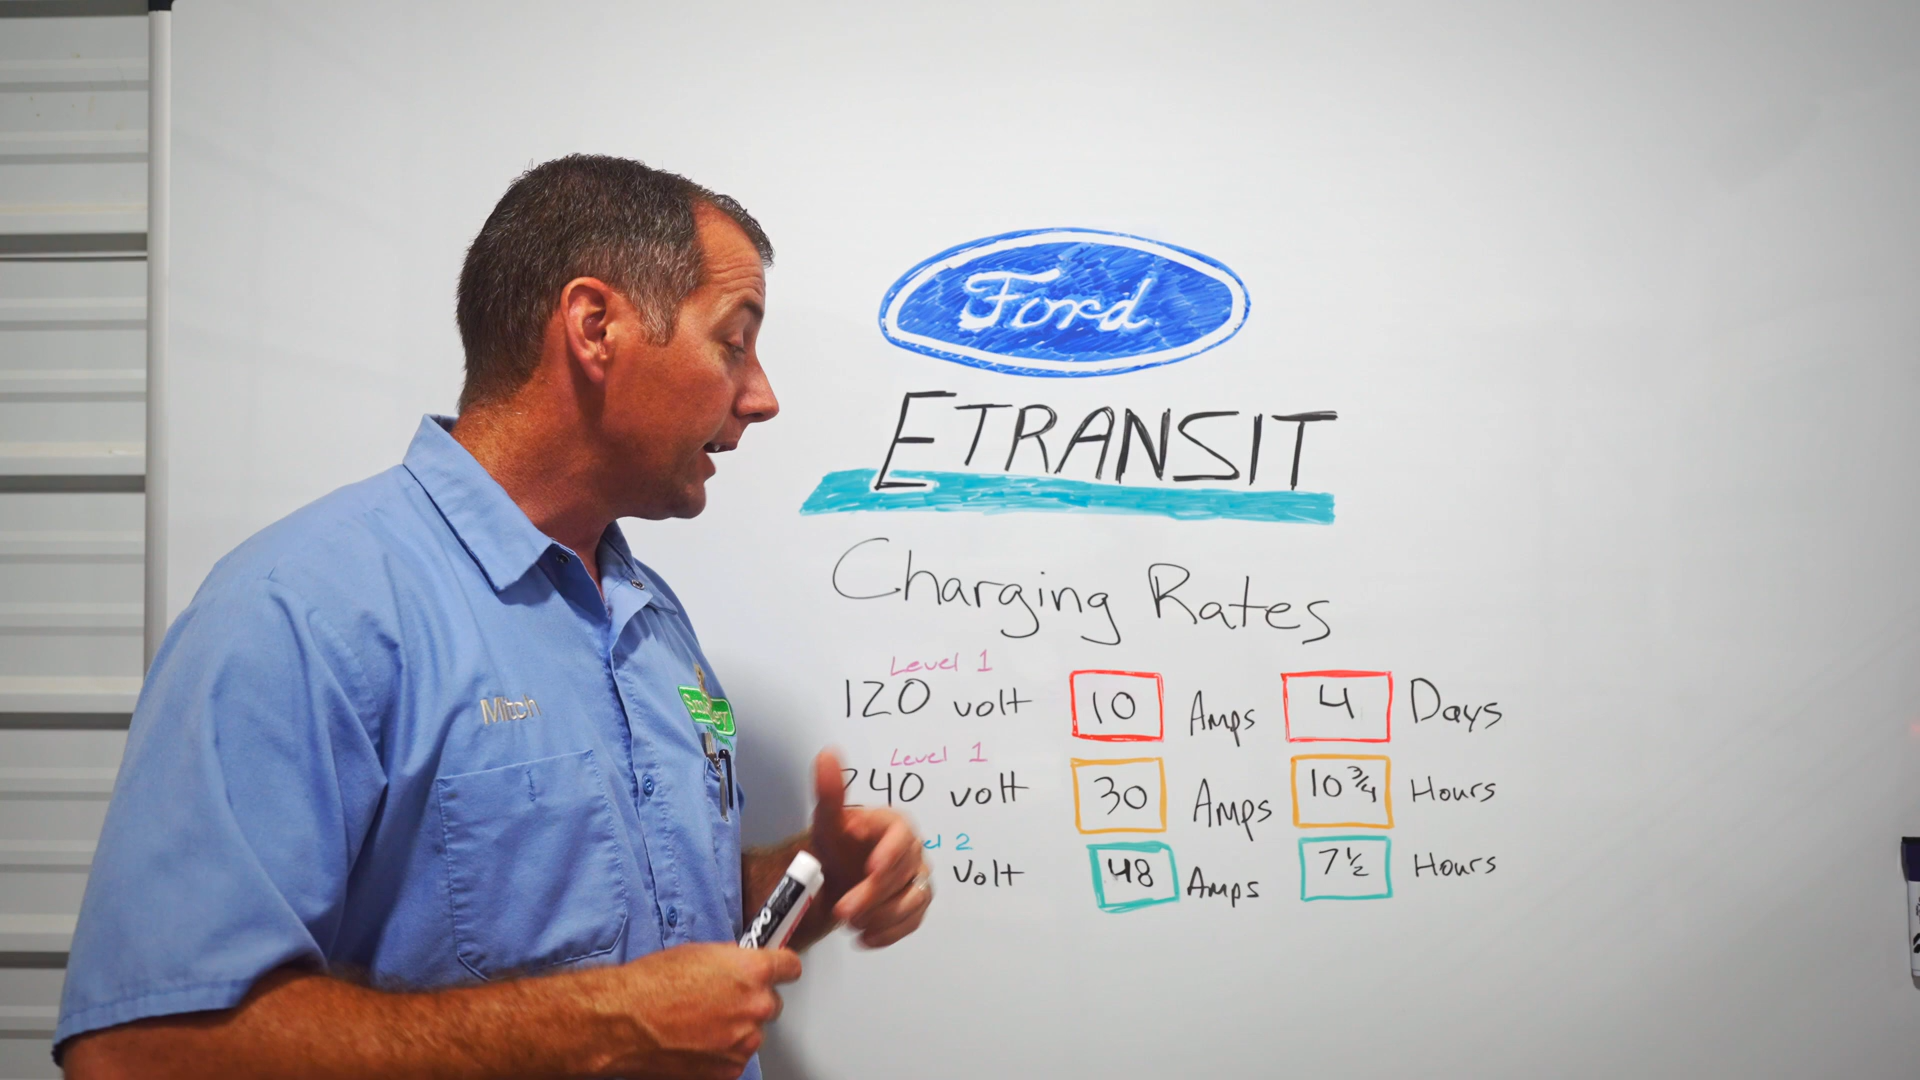 Ford
ETRANSIT
Charging Rates
Level 1
120 volt 10 Amps 4 Days
Level 1
240 volt 30 Amps 10 3/4 Hours
2
Volt 48 Amps 7 1/2 Hours
Mitch